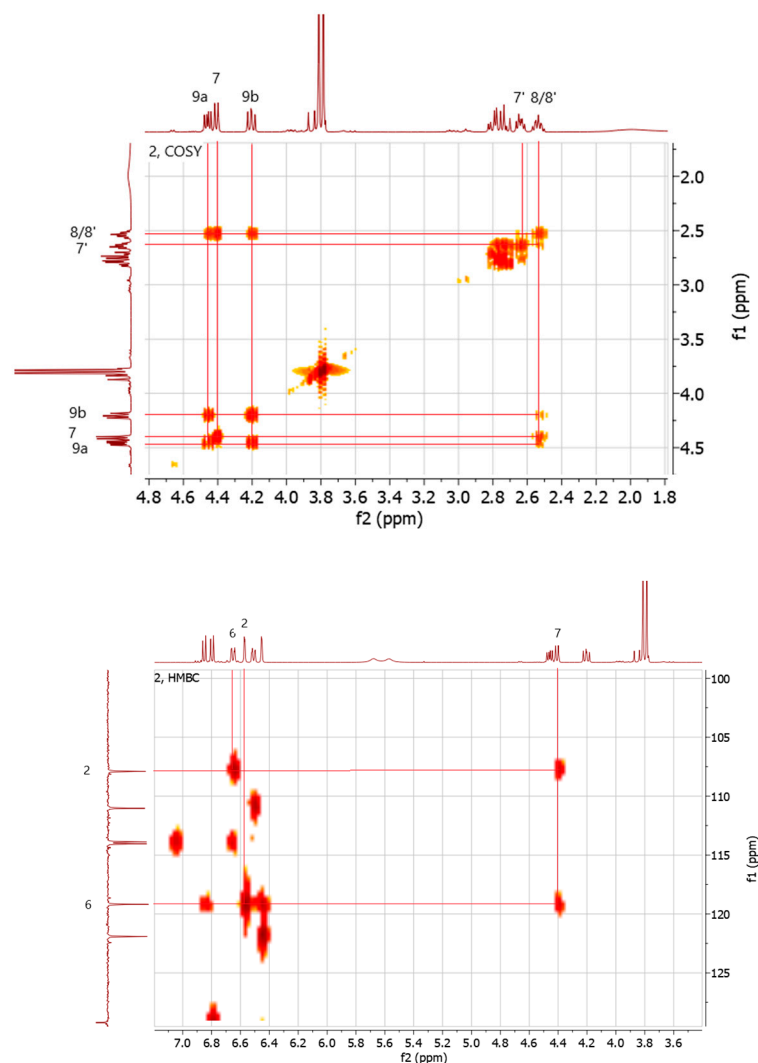 7
9a
9b
7' 8/8'
2, COSY
8/8'
7'
9b
7
9a
2.0
2.5
3.0
3.5
4.0
4.5
f1 (ppm)
4.8 4.6 4.4 4.2 4.0 3.8 3.6 3.4 3.2 3.0 2.8 2.6 2.4 2.2 2.0 1.8
f2 (ppm)
2
6
7
2, HMBC
2
6
100
105
110
115
120
125
f1 (ppm)
7.0 6.8 6.6 6.4 6.2 6.0 5.8 5.6 5.4 5.2 5.0 4.8 4.6 4.4 4.2 4.0 3.8 3.6
f2 (ppm)